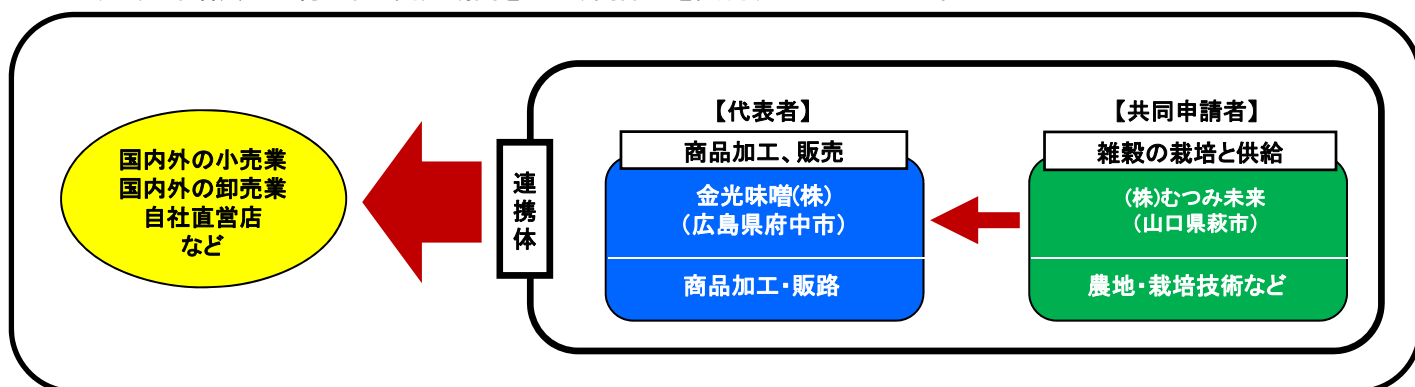 国内外の小売業
国内外の卸売業
自社直営店
など
連携体
【代表者】
商品加工、販売
金光味噌(株)
(広島県府中市)
商品加工・販路
【共同申請者】
雑穀の栽培と供給
(株)むつみ未来
(山口県萩市)
農地・栽培技術など